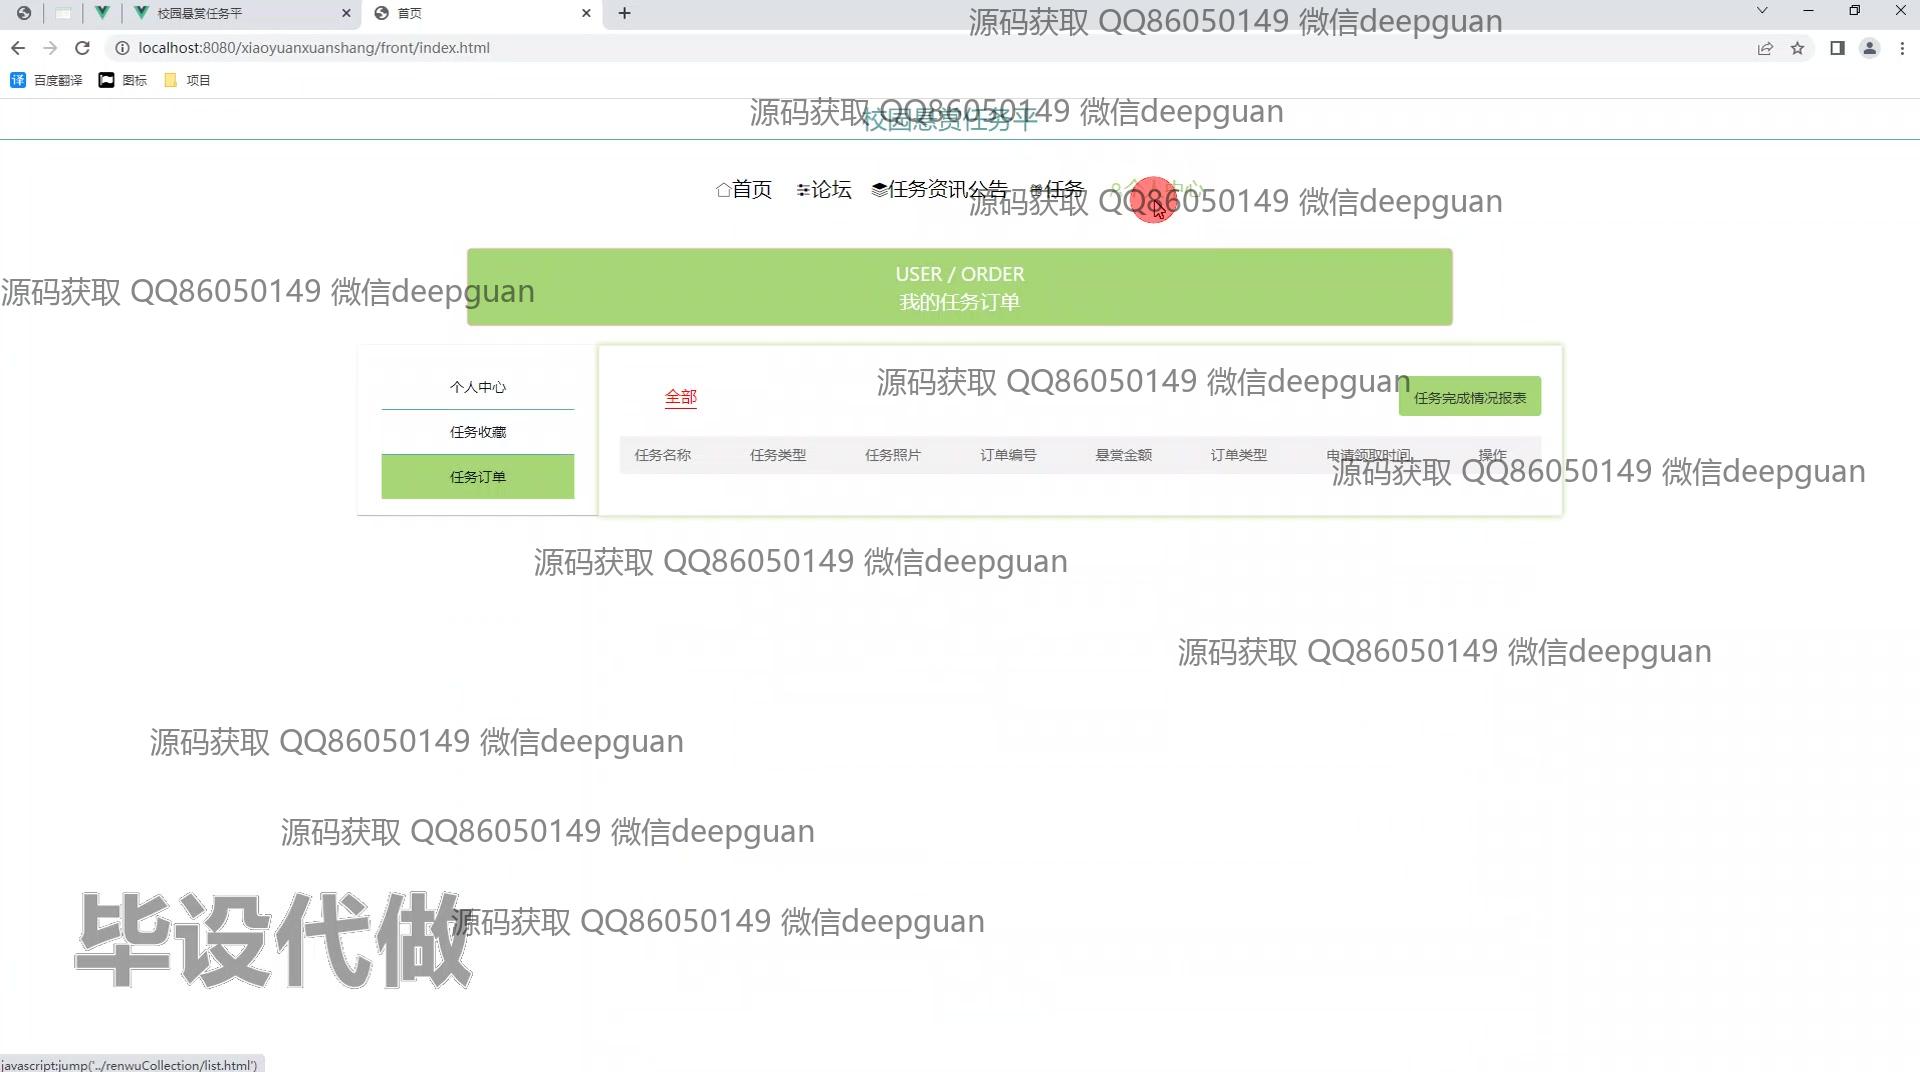 校园悬赏任务平
首页
源码获取 QQ86050149 微信deepguan
localhost:8080/xiaoyuanxuanshang/front/index.html
百度翻译 图标 项目
源码获取 QQ86050149 微信deepguan
校园悬赏任务平
首页 论坛 任务资讯公告 任务 个人中心
源码获取 QQ86050149 微信deepguan
USER / ORDER
源码获取 QQ86050149 微信deepguan
我的任务订单
个人中心
任务收藏
任务订单
源码获取 QQ86050149 微信deepguan
全部
任务完成情况报表
任务名称 任务类型 任务照片 订单编号 悬赏金额 订单类型 申请领取时间 操作
源码获取 QQ86050149 微信deepguan
源码获取 QQ86050149 微信deepguan
源码获取 QQ86050149 微信deepguan
源码获取 QQ86050149 微信deepguan
源码获取 QQ86050149 微信deepguan
源码获取 QQ86050149 微信deepguan
毕设代做
javascript:jump('../renwuCollection/list.html')